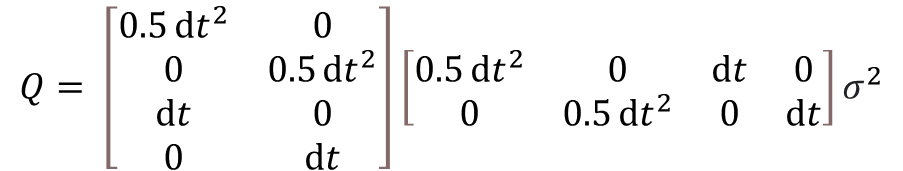 Q = [0.5 dt² 0
0 0.5 dt²
dt 0
0 dt] [0.5 dt² 0 dt 0
0 0.5 dt² 0 dt] σ²